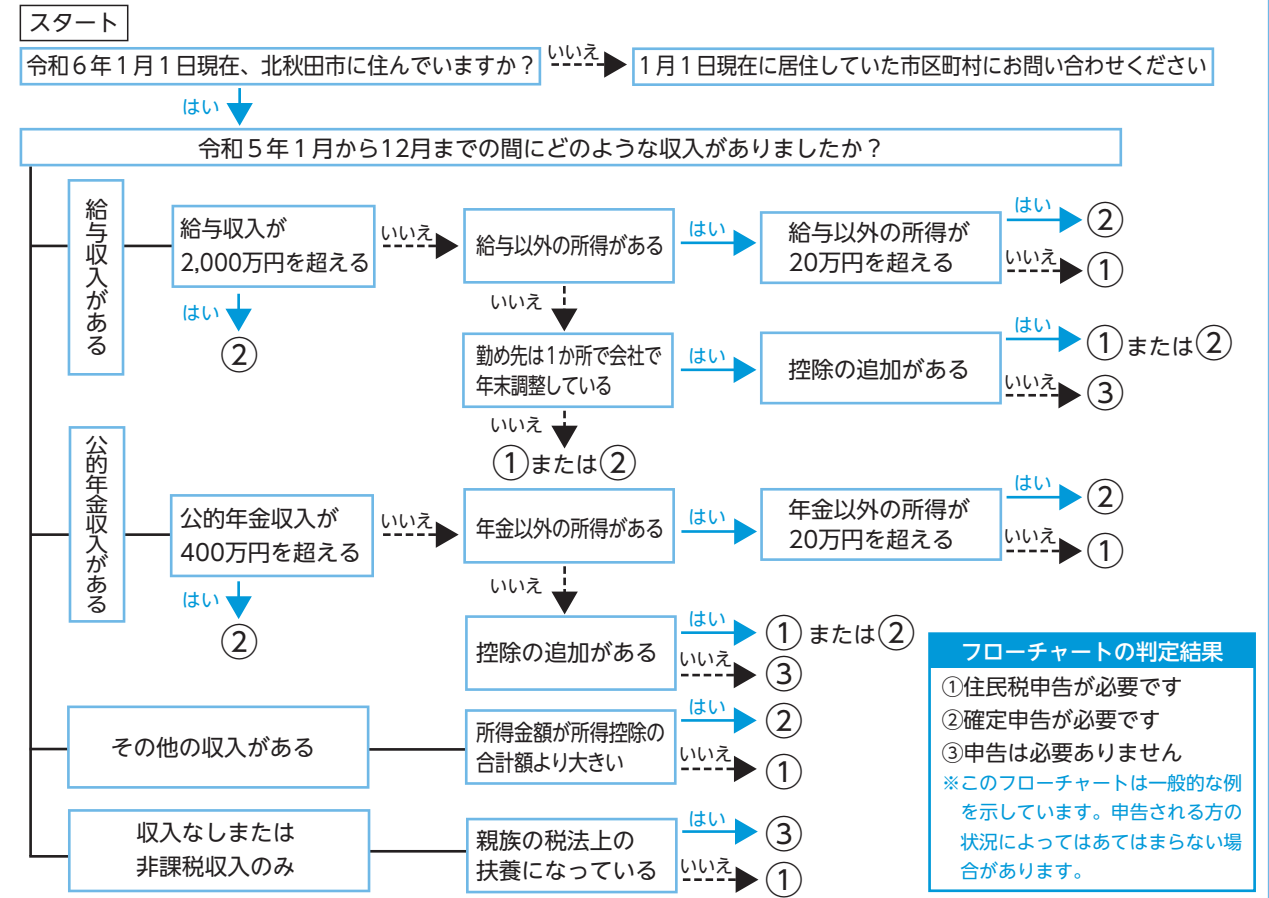 スタート
令和６年１月１日現在、北秋田市に住んでいますか？
いいえ
１月１日現在に居住していた市区町村にお問い合わせください
はい
令和５年１月から12月までの間にどのような収入がありましたか？
給与収入がある
給与収入が
2,000万円を超える
いいえ
はい
②
給与以外の所得がある
はい
給与以外の所得が
20万円を超える
はい
②
いいえ
①
いいえ
勤め先は1か所で会社で
年末調整している
はい
控除の追加がある
はい
①または②
いいえ
③
いいえ
①または②
公的年金収入がある
公的年金収入が
400万円を超える
いいえ
はい
②
年金以外の所得がある
はい
年金以外の所得が
20万円を超える
はい
②
いいえ
①
いいえ
控除の追加がある
はい
①または②
いいえ
③
その他の収入がある
所得金額が所得控除の
合計額より大きい
はい
②
いいえ
①
収入なしまたは
非課税収入のみ
親族の税法上の
扶養になっている
はい
③
いいえ
①
フローチャートの判定結果
①住民税申告が必要です
②確定申告が必要です
③申告は必要ありません
※このフローチャートは一般的な例
を示しています。申告される方の
状況によってはあてはまらない場
合があります。